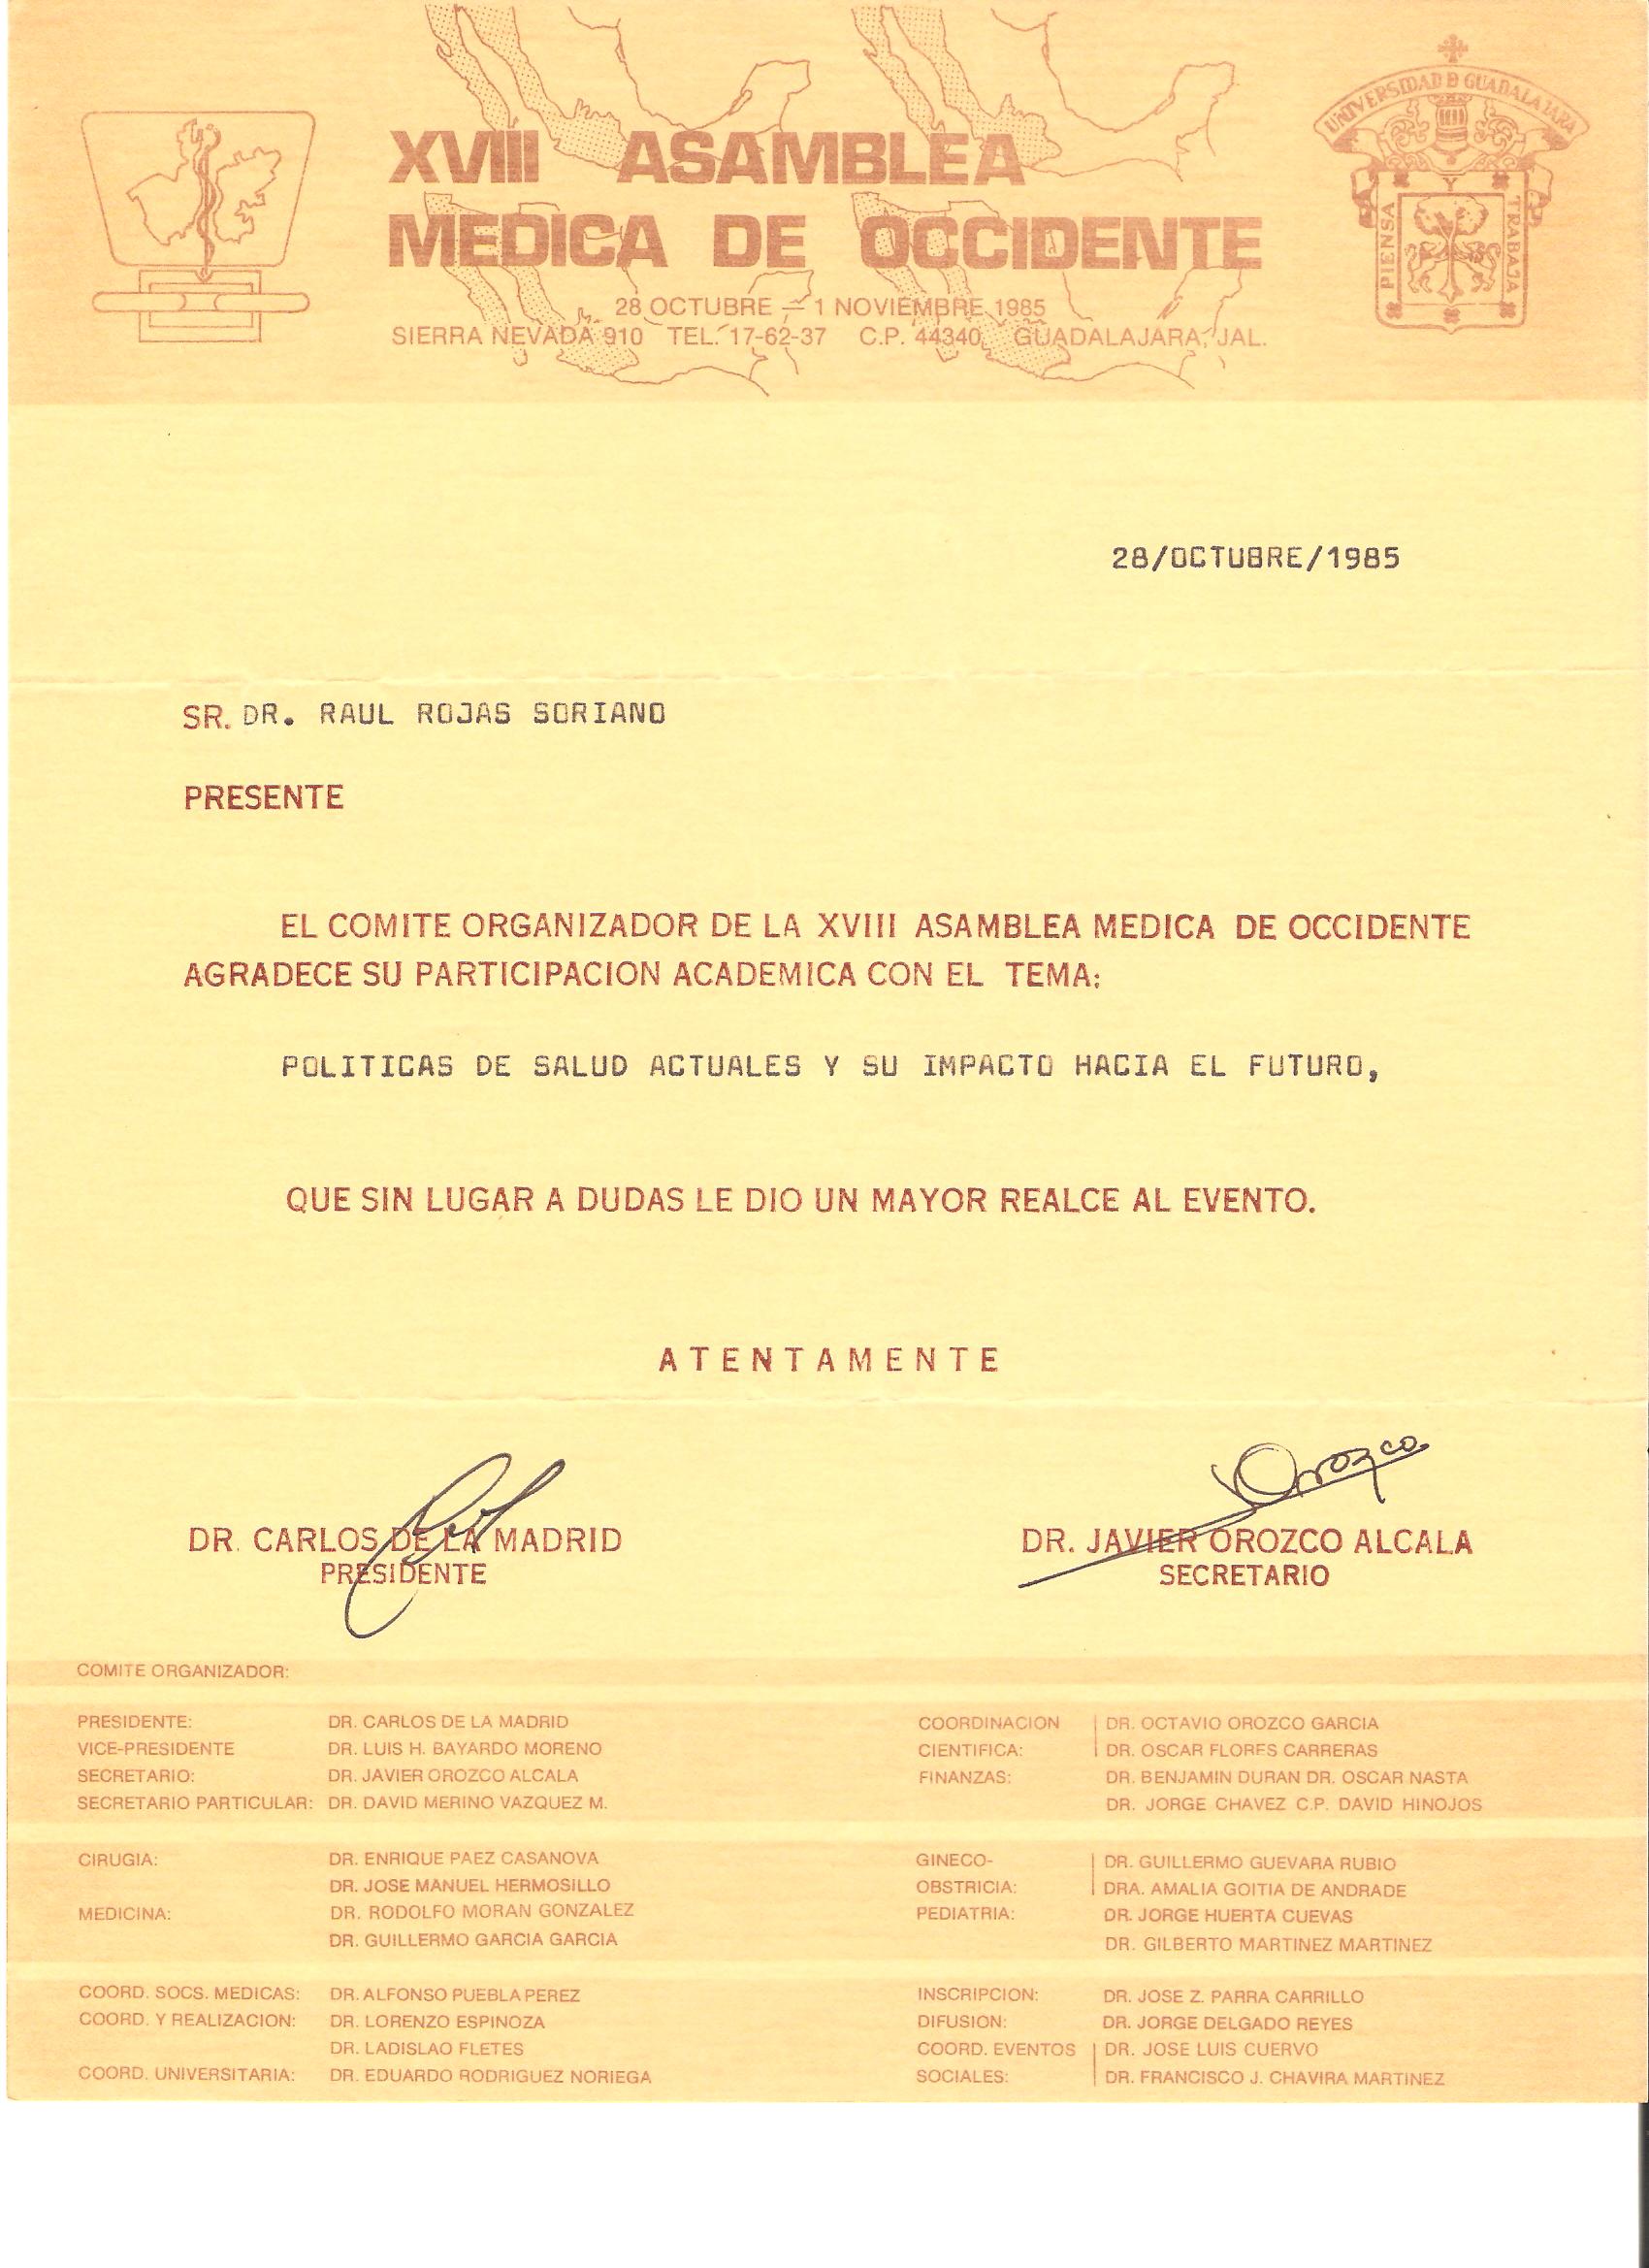 XVIII ASAMBLEA
MEDICA DE OCCIDENTE
28 OCTUBRE — 1 NOVIEMBRE 1985
SIERRA NEVADA 910 TEL. 17-62-37 C.P. 44340, GUADALAJARA, JAL.
UNIVERSIDAD D GUADALAJARA
PIENSA Y TRABAJA
28/OCTUBRE/1985
SR. DR. RAUL ROJAS SORIANO
PRESENTE
EL COMITE ORGANIZADOR DE LA XVIII ASAMBLEA MEDICA DE OCCIDENTE
AGRADECE SU PARTICIPACION ACADEMICA CON EL TEMA:
POLITICAS DE SALUD ACTUALES Y SU IMPACTO HACIA EL FUTURO,
QUE SIN LUGAR A DUDAS LE DIO UN MAYOR REALCE AL EVENTO.
ATENTAMENTE
Orozco
DR. CARLOS DE LA MADRID DR. JAVIER OROZCO ALCALA
PRESIDENTE SECRETARIO
COMITE ORGANIZADOR:
PRESIDENTE: DR. CARLOS DE LA MADRID
VICE-PRESIDENTE DR. LUIS H. BAYARDO MORENO
SECRETARIO: DR. JAVIER OROZCO ALCALA
SECRETARIO PARTICULAR: DR. DAVID MERINO VAZQUEZ M.
COORDINACION DR. OCTAVIO OROZCO GARCIA
CIENTIFICA: DR. OSCAR FLORES CARRERAS
FINANZAS: DR. BENJAMIN DURAN DR. OSCAR NASTA
DR. JORGE CHAVEZ C.P. DAVID HINOJOS
CIRUGIA: DR. ENRIQUE PAEZ CASANOVA
DR. JOSE MANUEL HERMOSILLO
MEDICINA: DR. RODOLFO MORAN GONZALEZ
DR. GUILLERMO GARCIA GARCIA
GINECO- DR. GUILLERMO GUEVARA RUBIO
OBSTRICIA: DRA. AMALIA GOITIA DE ANDRADE
PEDIATRIA: DR. JORGE HUERTA CUEVAS
DR. GILBERTO MARTINEZ MARTINEZ
COORD. SOCS. MEDICAS: DR. ALFONSO PUEBLA PEREZ
COORD. Y REALIZACION: DR. LORENZO ESPINOZA
DR. LADISLAO FLETES
COORD. UNIVERSITARIA: DR. EDUARDO RODRIGUEZ NORIEGA
INSCRIPCION: DR. JOSE Z. PARRA CARRILLO
DIFUSION: DR. JORGE DELGADO REYES
COORD. EVENTOS DR. JOSE LUIS CUERVO
SOCIALES: DR. FRANCISCO J. CHAVIRA MARTINEZ